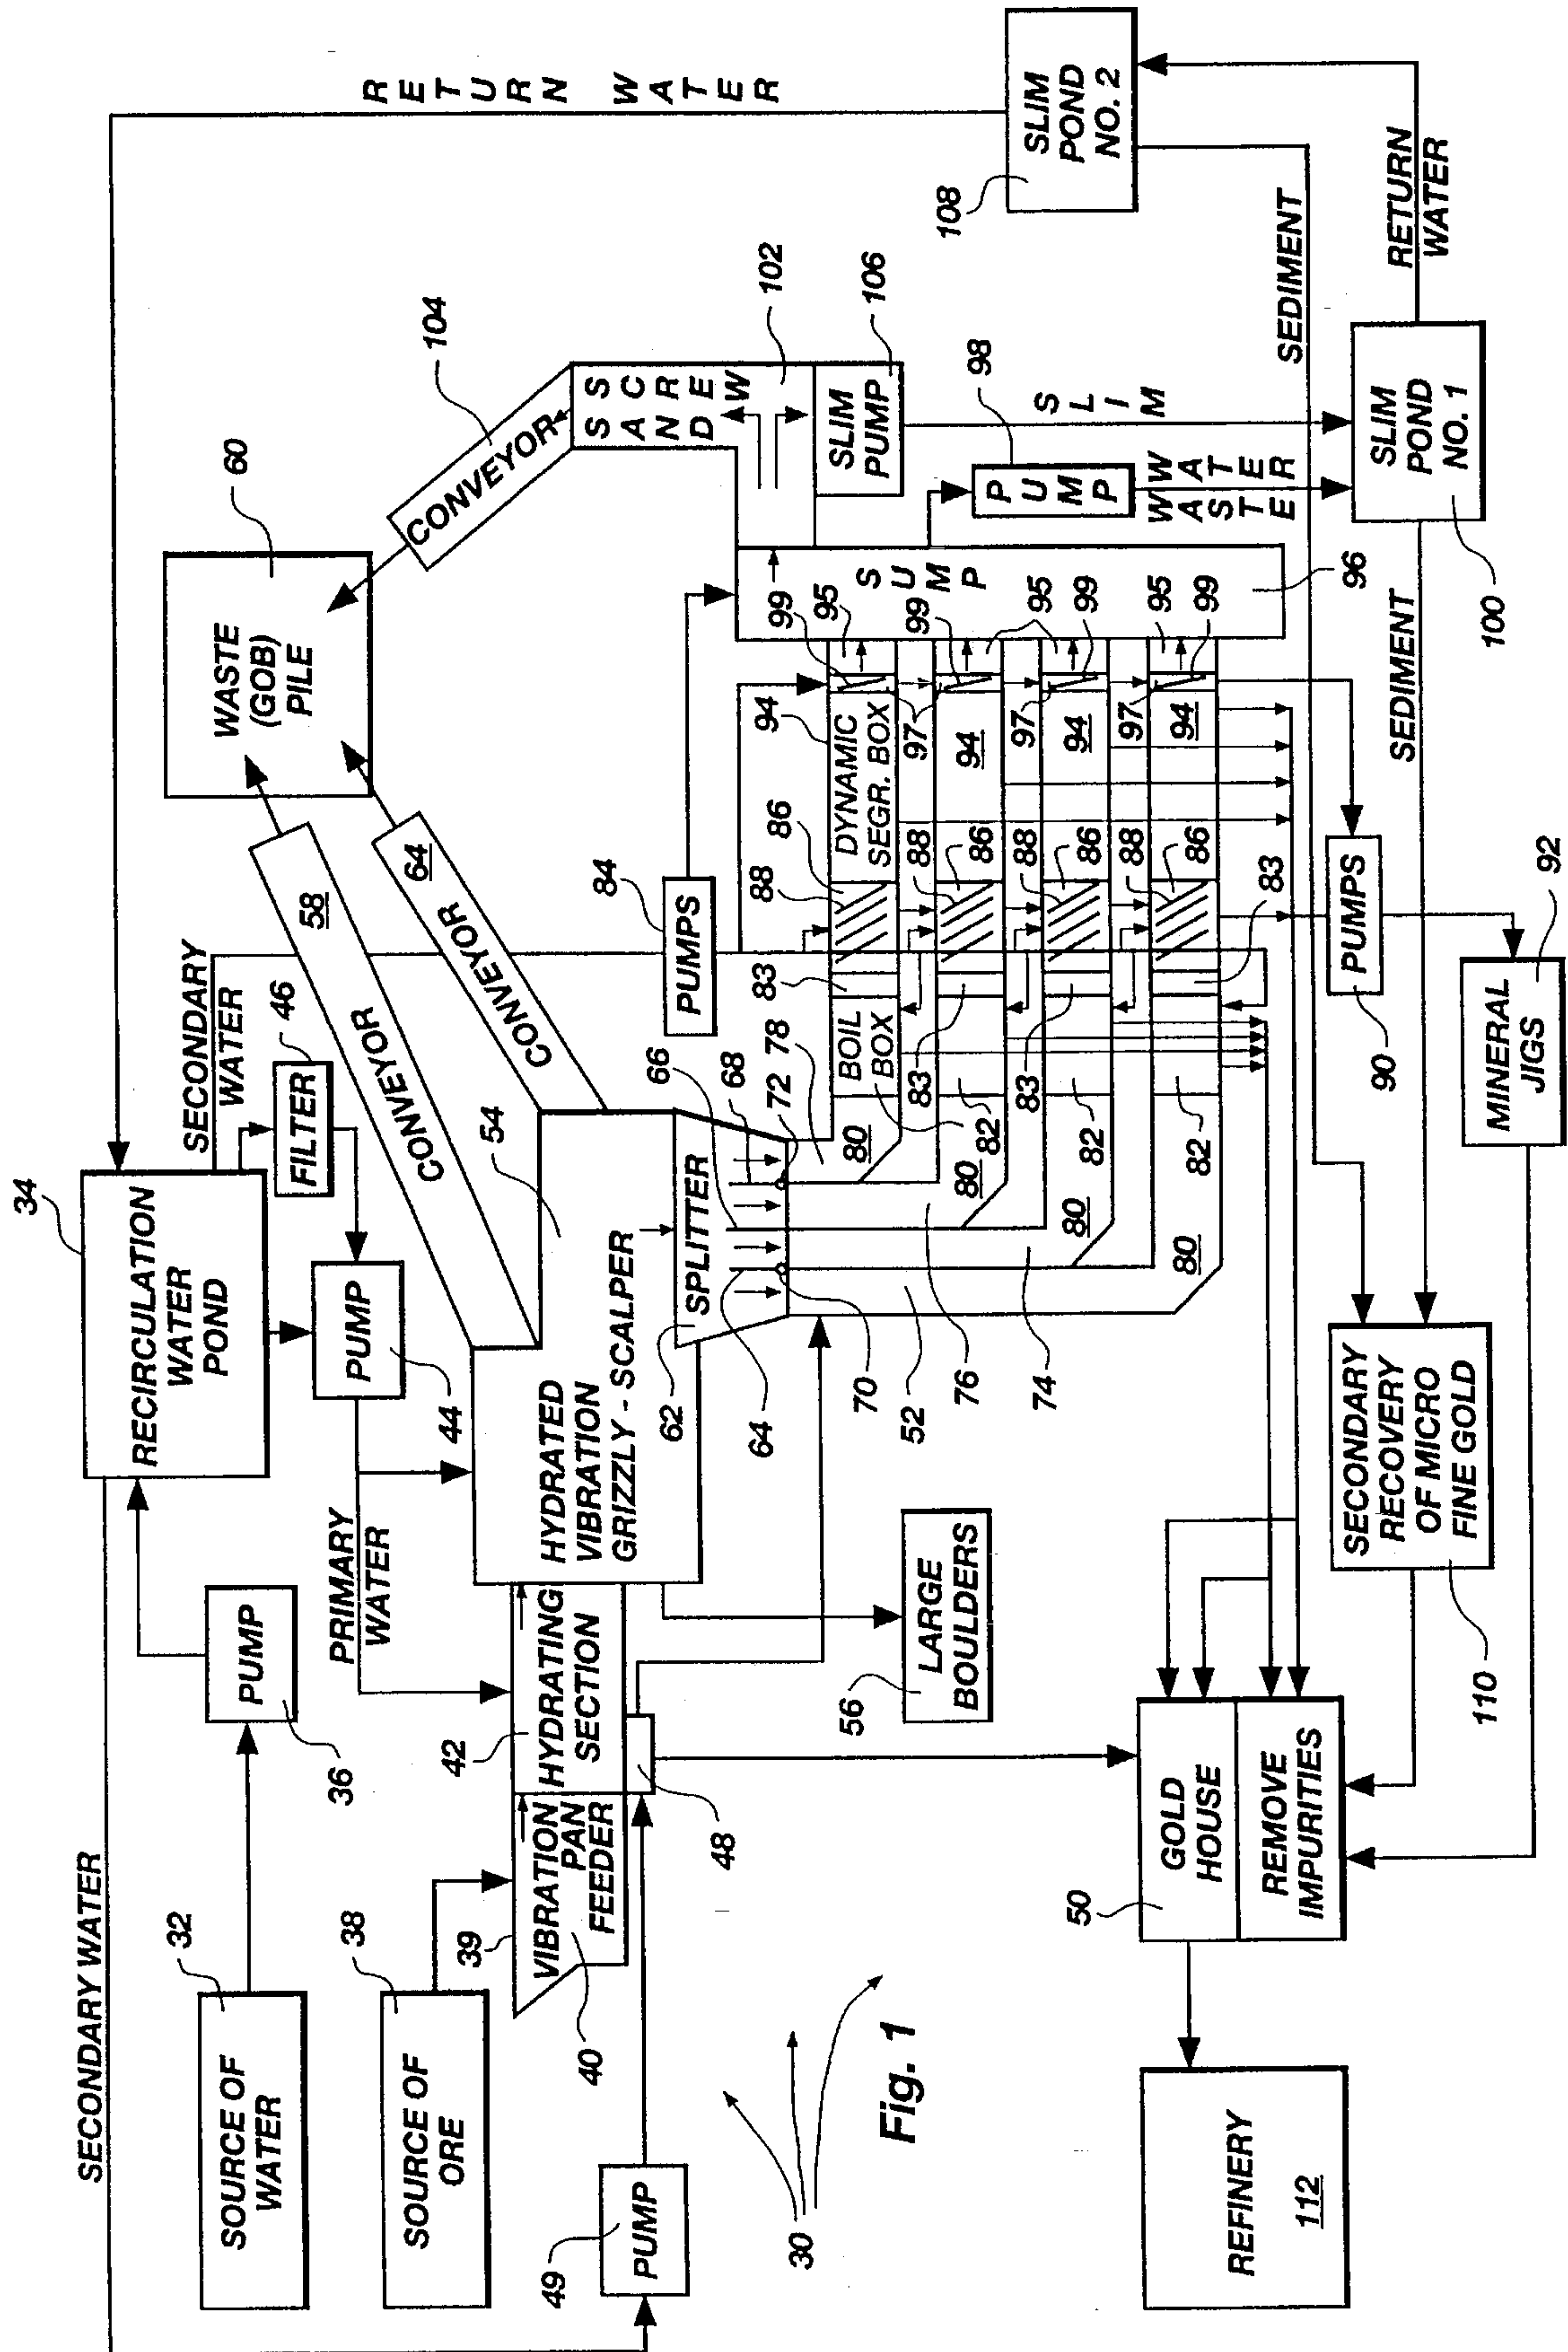 SECONDARY WATER
32
SOURCE OF
WATER
36
PUMP
34
RECIRCULATION
WATER
POND
RETURN WATER
38
SOURCE OF
ORE
PRIMARY
WATER
44
PUMP
46
FILTER
SECONDARY
WATER
39
40
VIBRATION
PAN
FEEDER
42
HYDRATING
SECTION
HYDRATED
VIBRATION
GRIZZLY - SCALPER
54
CONVEYOR
58
CONVEYOR
64
WASTE
(GOB)
PILE
60
CONVEYOR
104
SAND
SCREW
102
49
PUMP
48
56
LARGE
BOULDERS
62
SPLITTER
64
66
68
70
72
52
74
76
78
80
80
80
80
BOIL
BOX
82
82
82
83
83
83
83
84
PUMPS
86
86
86
86
88
88
88
88
DYNAMIC
SEGR. BOX
94
94
94
94
97
97
97
99
99
99
99
95
95
95
SUMP
96
PUMP
98
WASTE
WATER
SLIM
PUMP
106
SLIM
SLIM
POND
NO. 1
100
SLIM
POND
NO. 2
108
RETURN
WATER
SEDIMENT
SEDIMENT
PUMPS
90
MINERAL
JIGS
92
SECONDARY
RECOVERY
OF MICRO
FINE GOLD
110
50
GOLD
HOUSE
REMOVE
IMPURITIES
REFINERY
112
30
Fig. 1